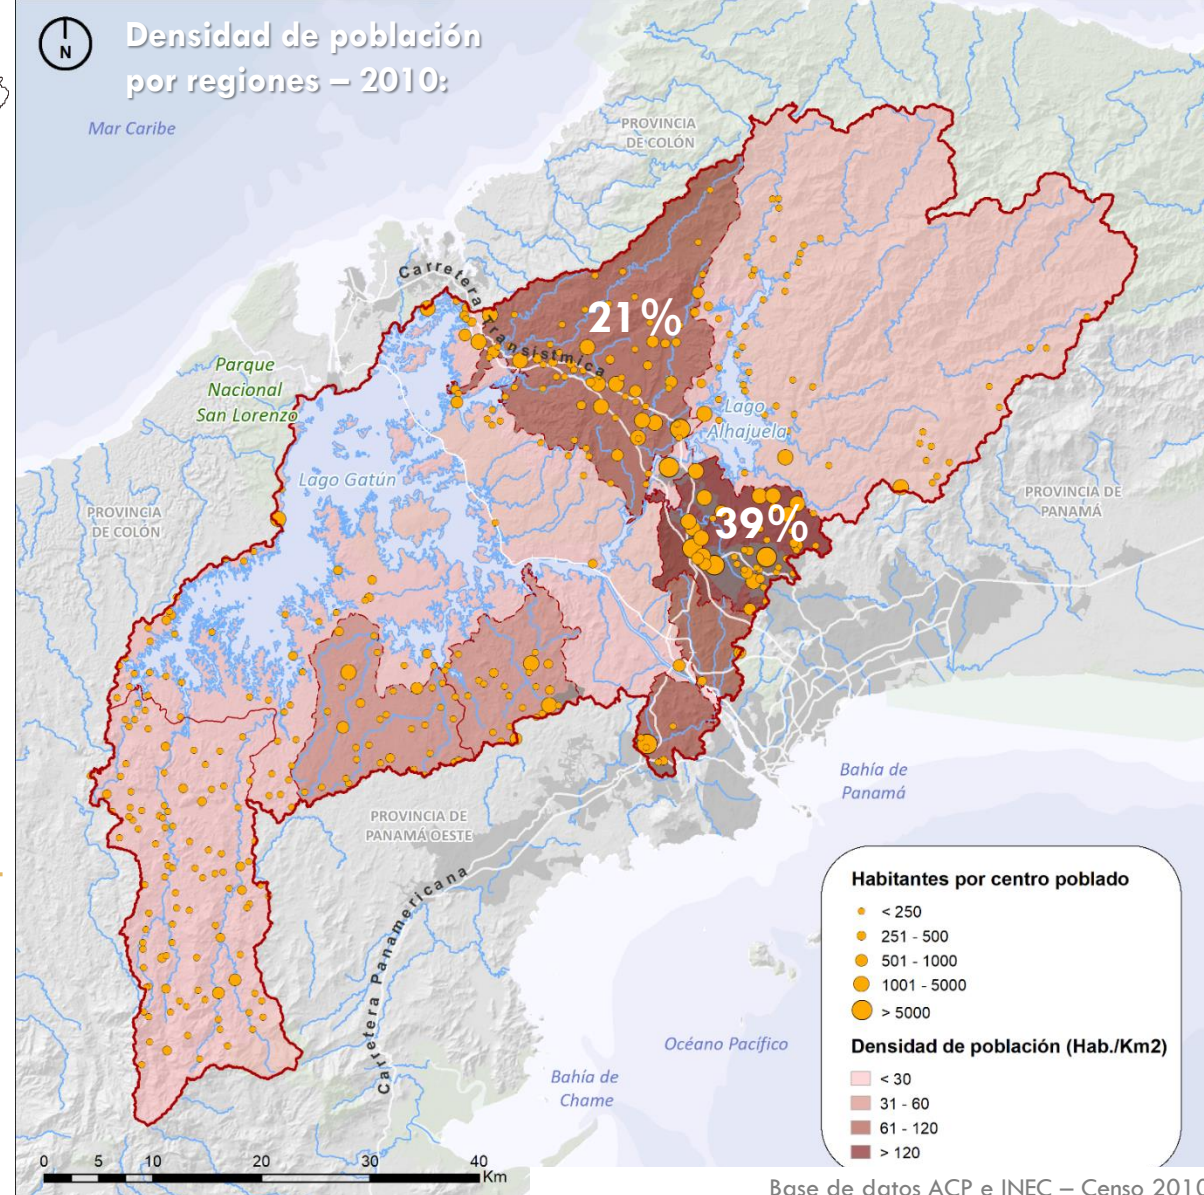 N
Densidad de población
por regiones – 2010:
Mar Caribe
PROVINCIA
DE COLÓN
Carretera Transístmica
21%
Parque
Nacional
San Lorenzo
Lago
Alhajuela
Lago Gatún
PROVINCIA
DE COLÓN
PROVINCIA DE
PANAMÁ
39%
Bahía de
Panamá
PROVINCIA DE
PANAMÁ OESTE
Carretera Panamericana
Océano Pacífico
Bahía de
Chame
Habitantes por centro poblado
< 250
251 - 500
501 - 1000
1001 - 5000
> 5000
Densidad de población (Hab./Km2)
< 30
31 - 60
61 - 120
> 120
0 5 10 20 30 40
Km
Base de datos ACP e INEC – Censo 2010